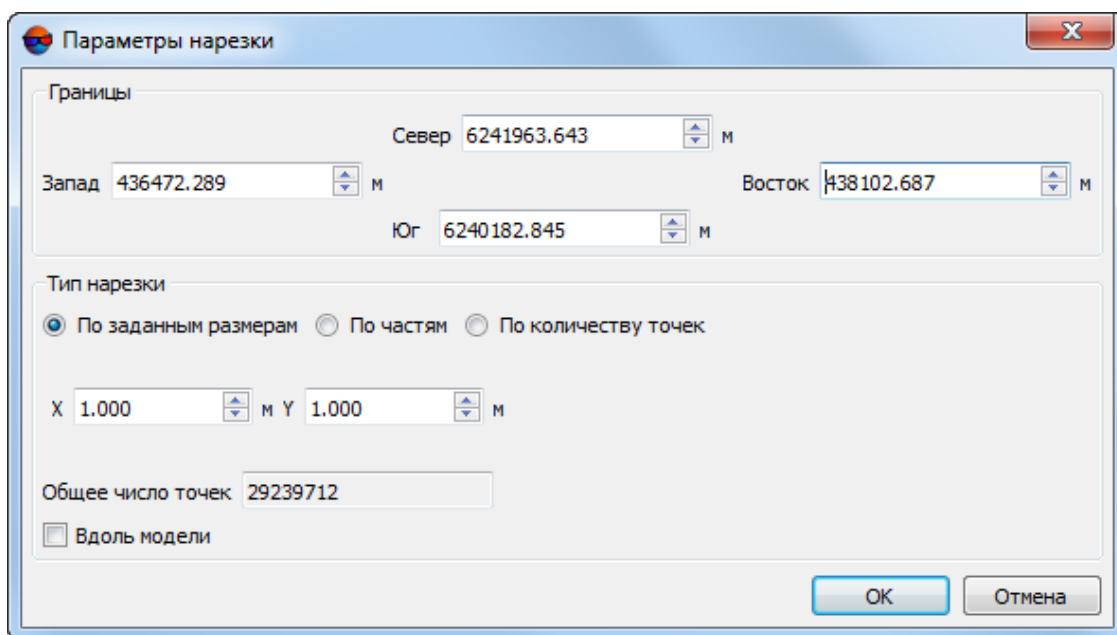 Параметры нарезки
Границы
Север 6241963.643 м
Запад 436472.289 м Восток 438102.687 м
Юг 6240182.845 м
Тип нарезки
По заданным размерам По частям По количеству точек
X 1.000 м Y 1.000 м
Общее число точек 29239712
Вдоль модели
OK Отмена